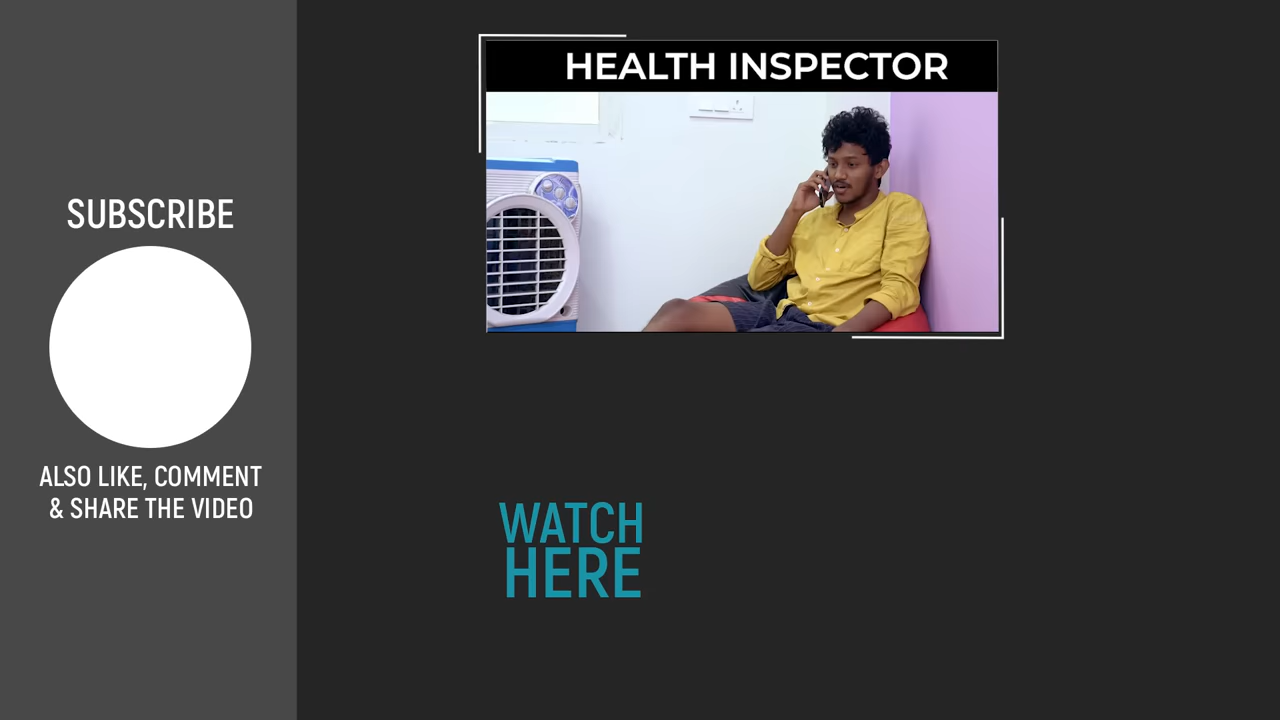 SUBSCRIBE
ALSO LIKE, COMMENT
& SHARE THE VIDEO
HEALTH INSPECTOR
WATCH
HERE